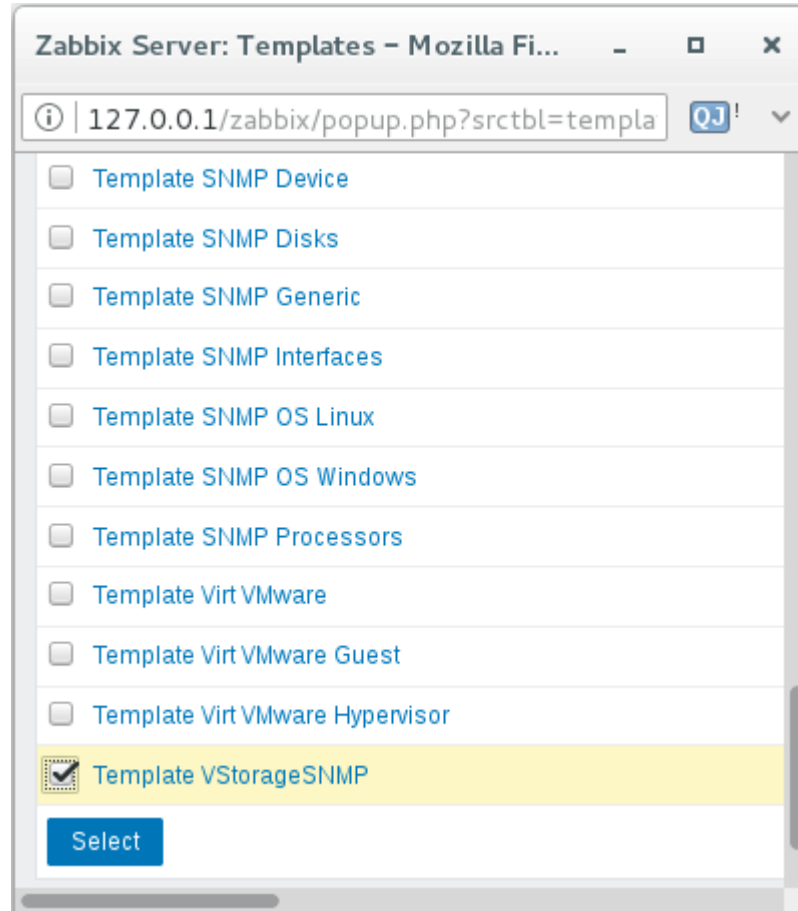 Zabbix Server: Templates – Mozilla Fi...
127.0.0.1/zabbix/popup.php?srctbl=templa QJ!
Template SNMP Device
Template SNMP Disks
Template SNMP Generic
Template SNMP Interfaces
Template SNMP OS Linux
Template SNMP OS Windows
Template SNMP Processors
Template Virt VMware
Template Virt VMware Guest
Template Virt VMware Hypervisor
Template VStorageSNMP
Select